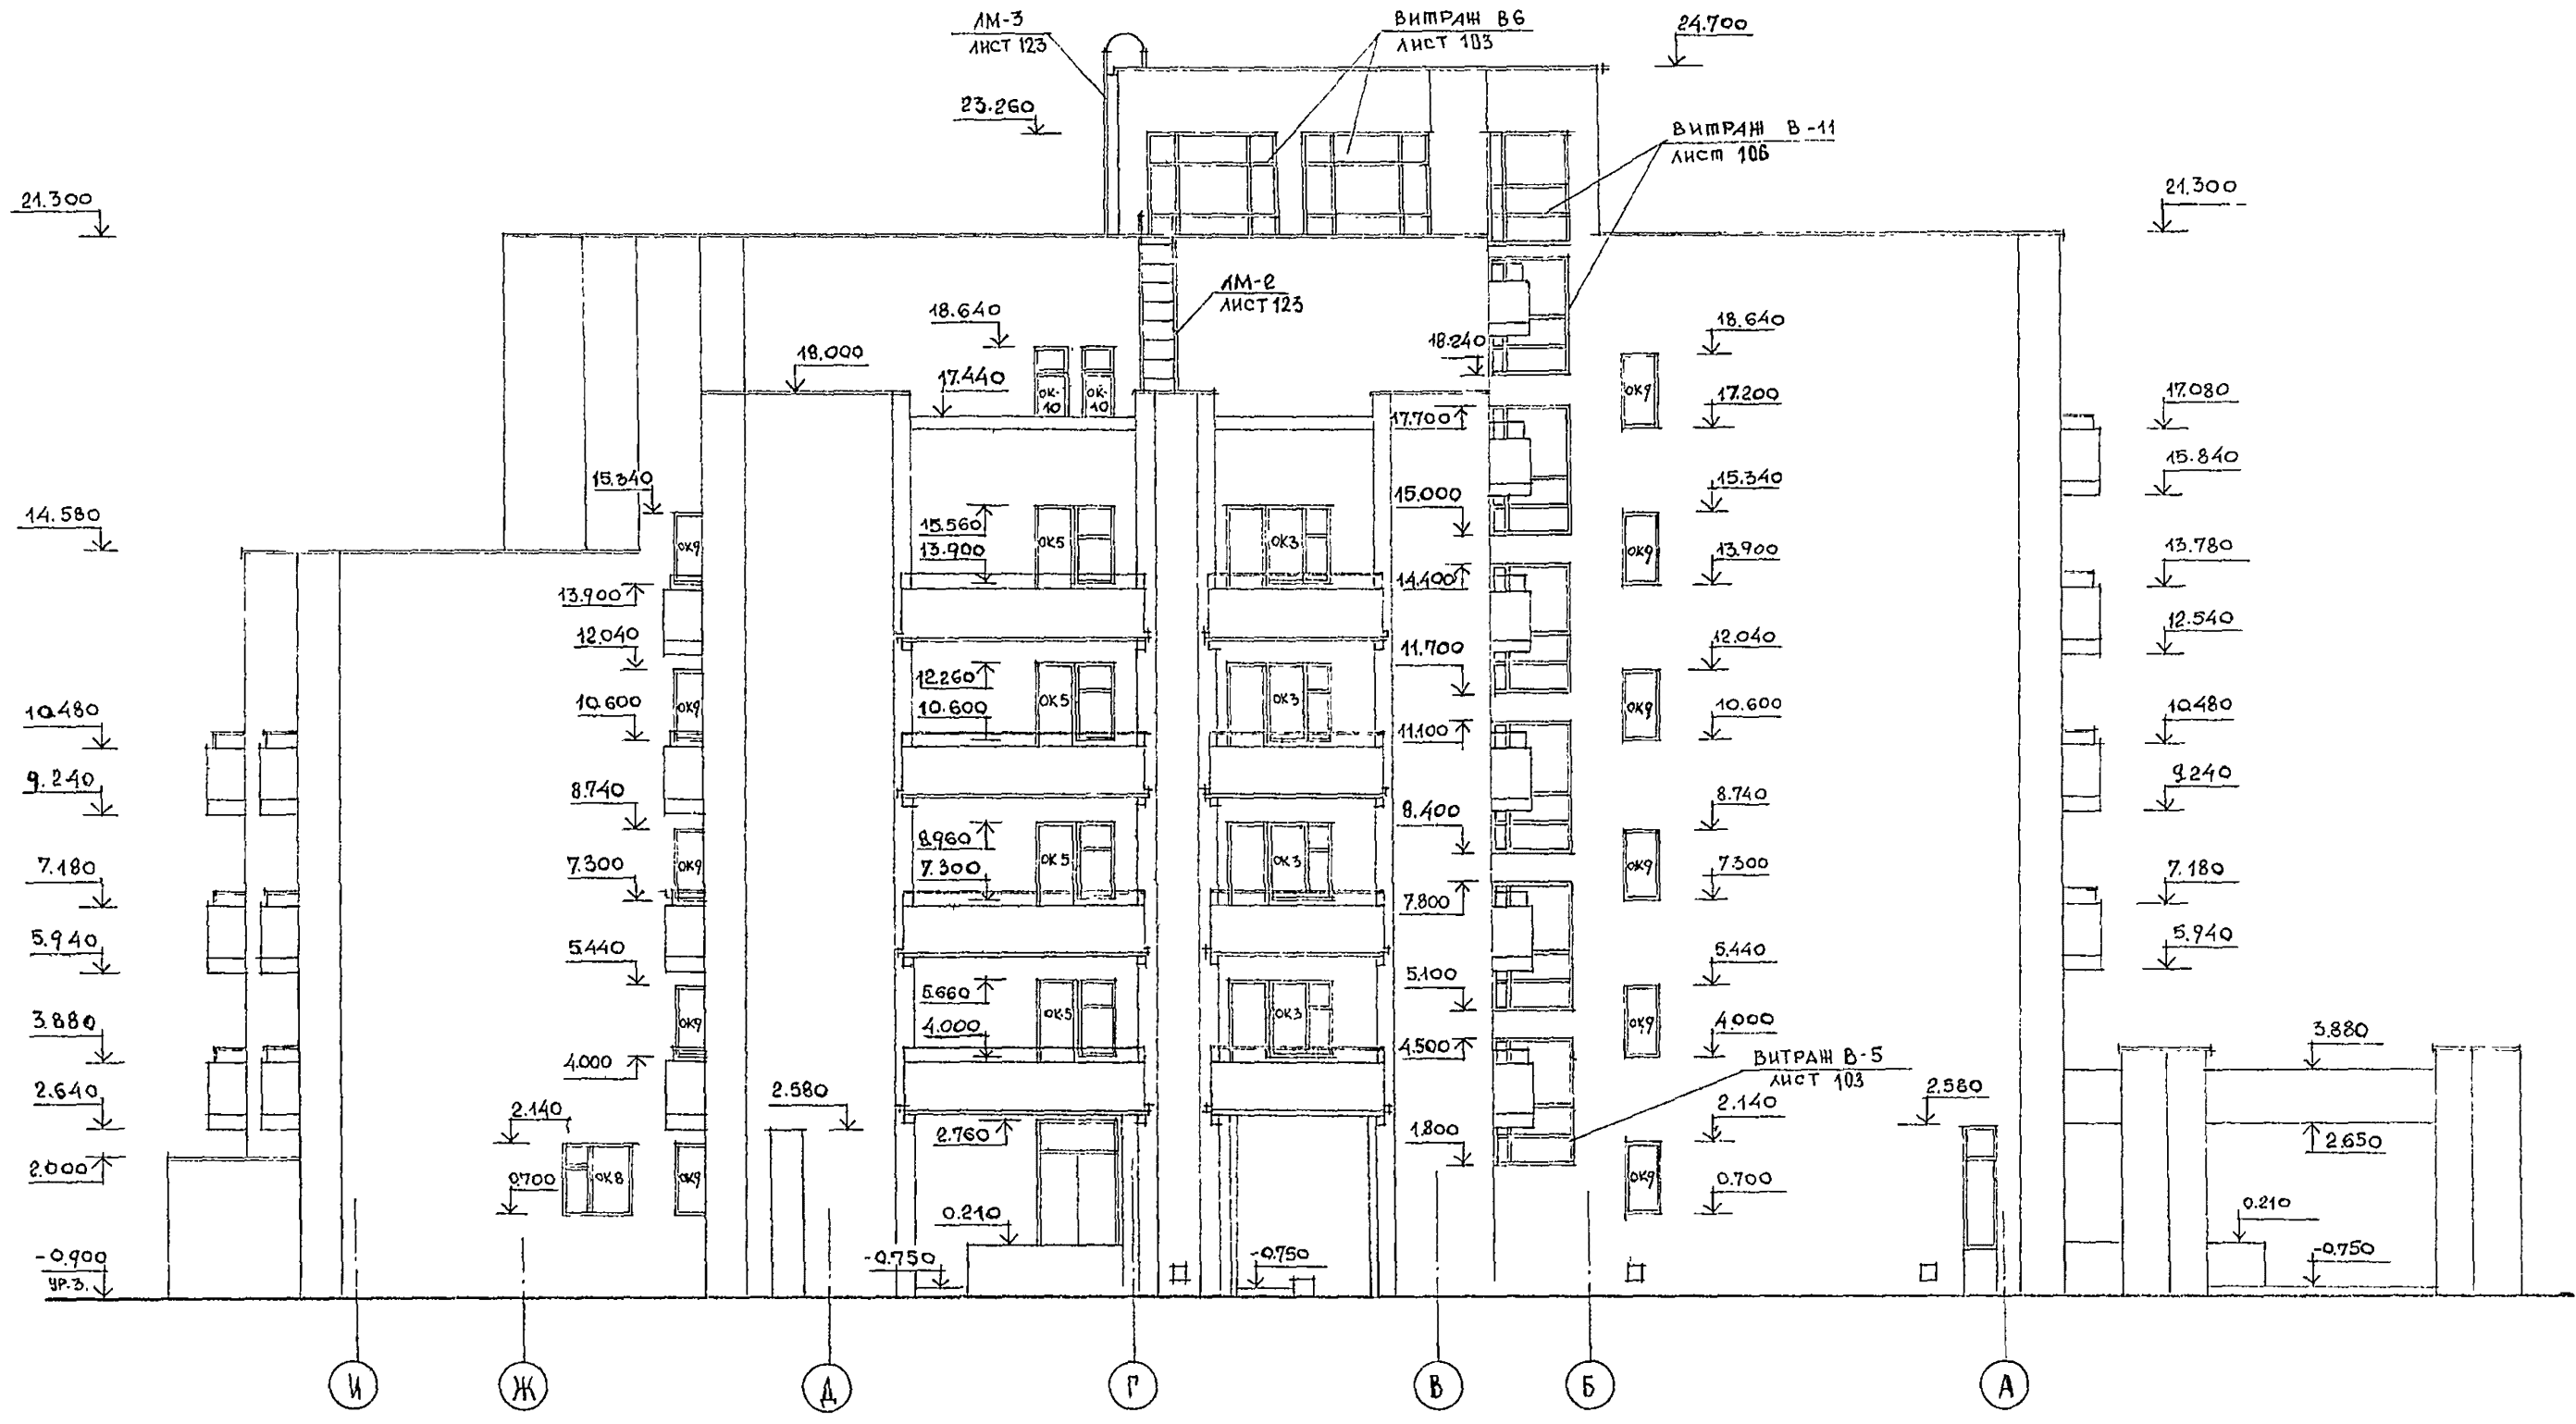 ЛМ-3
ЛИСТ 123
ВИТРАЖ В6
ЛИСТ 103
24.700
23.260
ВИТРАЖ В-11
ЛИСТ 106
21.300
21.300
ЛМ-2
ЛИСТ 123
18.640
18.640
18.240
18.000
17.440
ОК-10
ОК-10
ОК9
17.200
17.080
17.700
15.340
15.840
15.340
15.000
14.580
ОК9
15.560
13.900
ОК5
ОК3
ОК9
13.900
13.780
14.400
13.900
12.040
12.040
12.540
11.700
12.260
10.600
ОК5
ОК3
10.480
10.600
ОК9
ОК9
10.600
10.480
11.100
9.240
8.740
8.740
9.240
8.400
8.960
7.300
ОК5
ОК3
7.180
7.300
ОК9
ОК9
7.300
7.180
7.800
5.940
5.440
5.440
5.940
5.100
5.660
4.000
ОК5
ОК3
3.880
ОК9
ОК9
4.000
3.880
4.500
ВИТРАЖ В-5
ЛИСТ 103
4.000
2.640
2.140
2.580
2.580
2.140
2.760
1.800
2.650
2.000
0.700
ОК8
ОК9
ОК9
0.700
0.210
0.210
-0.900
УР.З.
-0.750
-0.750
-0.750
И
Ж
Д
Г
В
Б
А